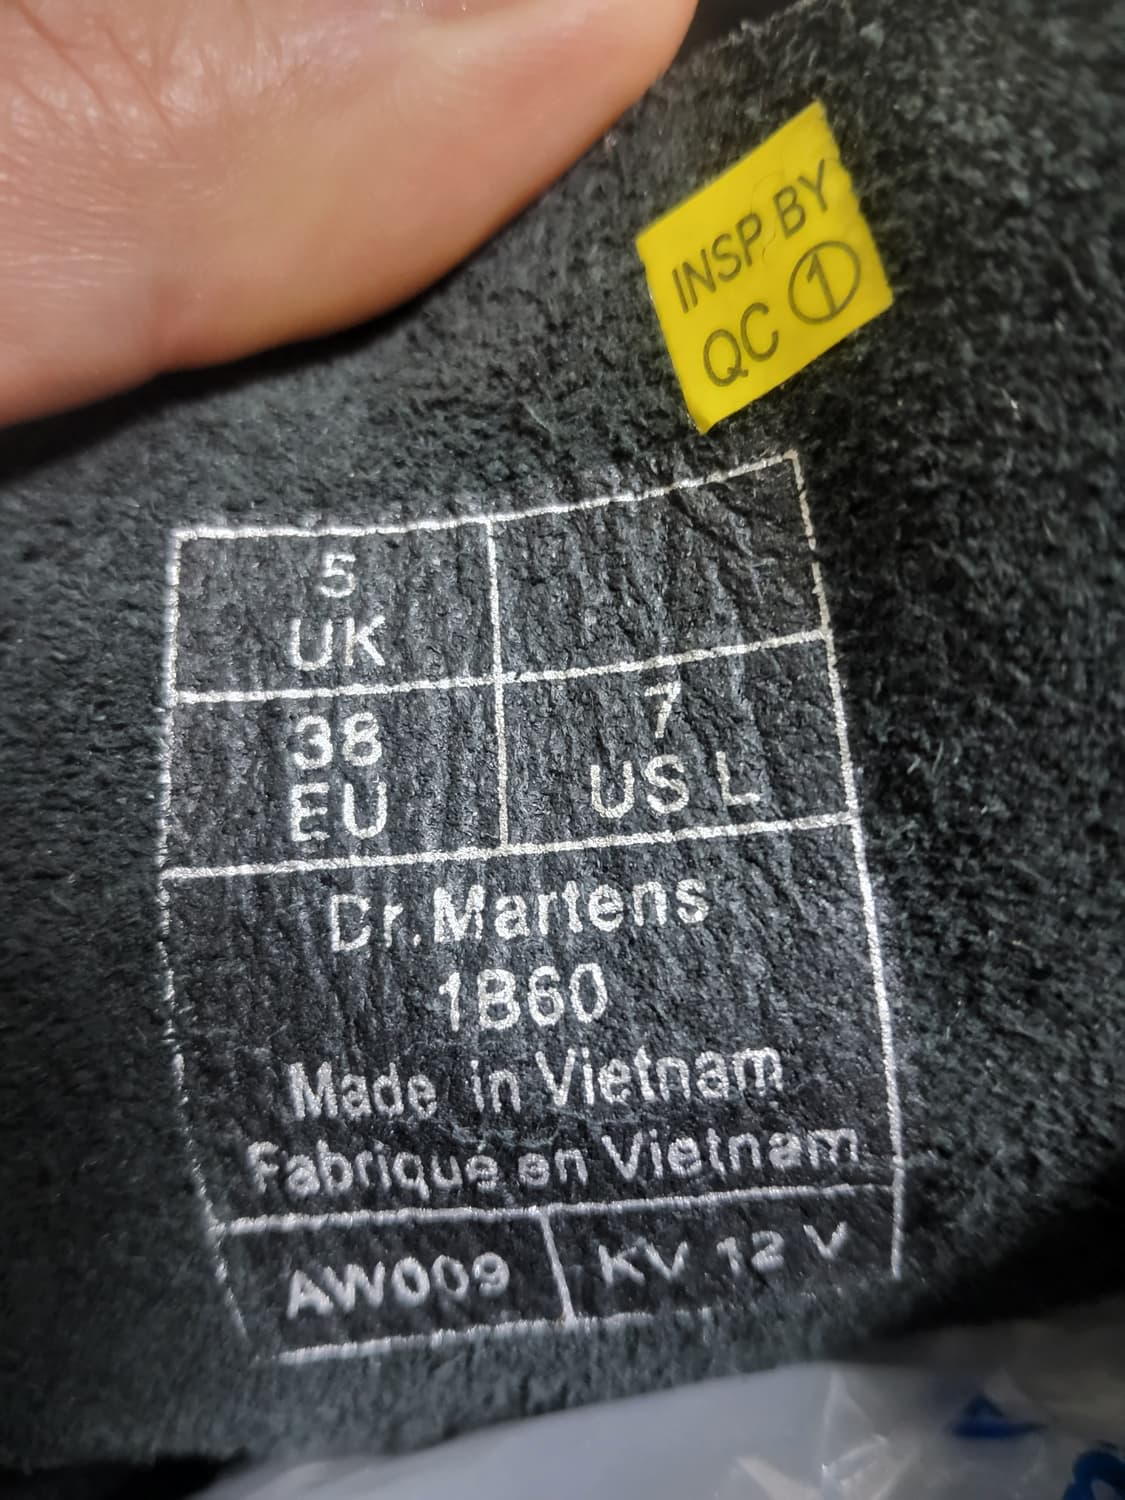 INSP BY
QC 1
5
UK
38
EU
7
US L
Dr. Martens
1B60
Made in Vietnam
Fabriqué en Vietnam
AW009
KV 12 V